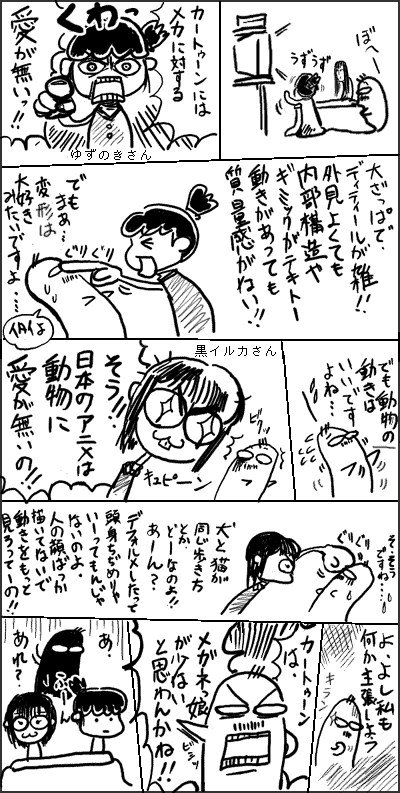 ぼへー
うずうず
くわっ
カートゥーンには
メカに対する
愛が無いっ!!
ゆずのきさん
大ざっぱで、
ディティールが雑!!
外見よくても
内部構造や
ギミックがテキトー
動きがあっても
質量感がない!!
でも
まぁ…
変形は
大好き
みたいですよ…
ぐりぐり
イタイよ
でも動物の
動きは
いいです
よね…
黒イルカさん
ビクッ
そう!!
日本のアニメは
動物に
愛が無いの!!
キュピーン
そ、そう
ですね…
ぐぐぐ
犬と猫が
同じ歩き方
とか
どーなのよ!!
あーん?
デフォルメしたって
頭身ちぢめりゃ
いーってもんじゃ
ないのよ.
人の顔ばっか
描いてないで
動きをもっと
見ろってーの!!
よ、よし私も
何か主張しよう
キラン
カートゥーン
は、
メガネっ娘
が少ない
と思わんかね!!
ビシッ
あ.
あれ?